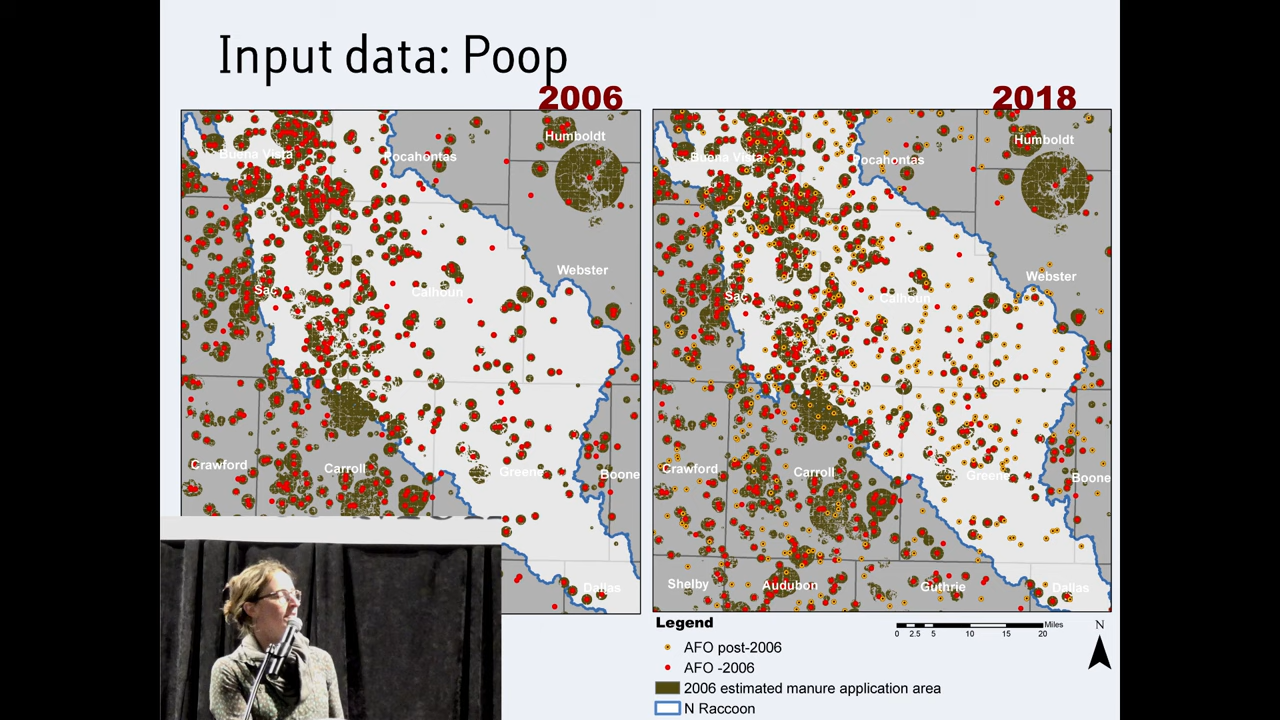 Input data: Poop
2006
Humboldt
Buena Vista
Pocahontas
Webster
Sac
Calhoun
Crawford
Carroll
Greene
Boone
Dallas
2018
Humboldt
Buena Vista
Pocahontas
Webster
Sac
Calhoun
Crawford
Carroll
Greene
Boone
Shelby
Audubon
Guthrie
Dallas
Legend
AFO post-2006
AFO -2006
2006 estimated manure application area
N Raccoon
Miles
0 2.5 5 10 15 20
N